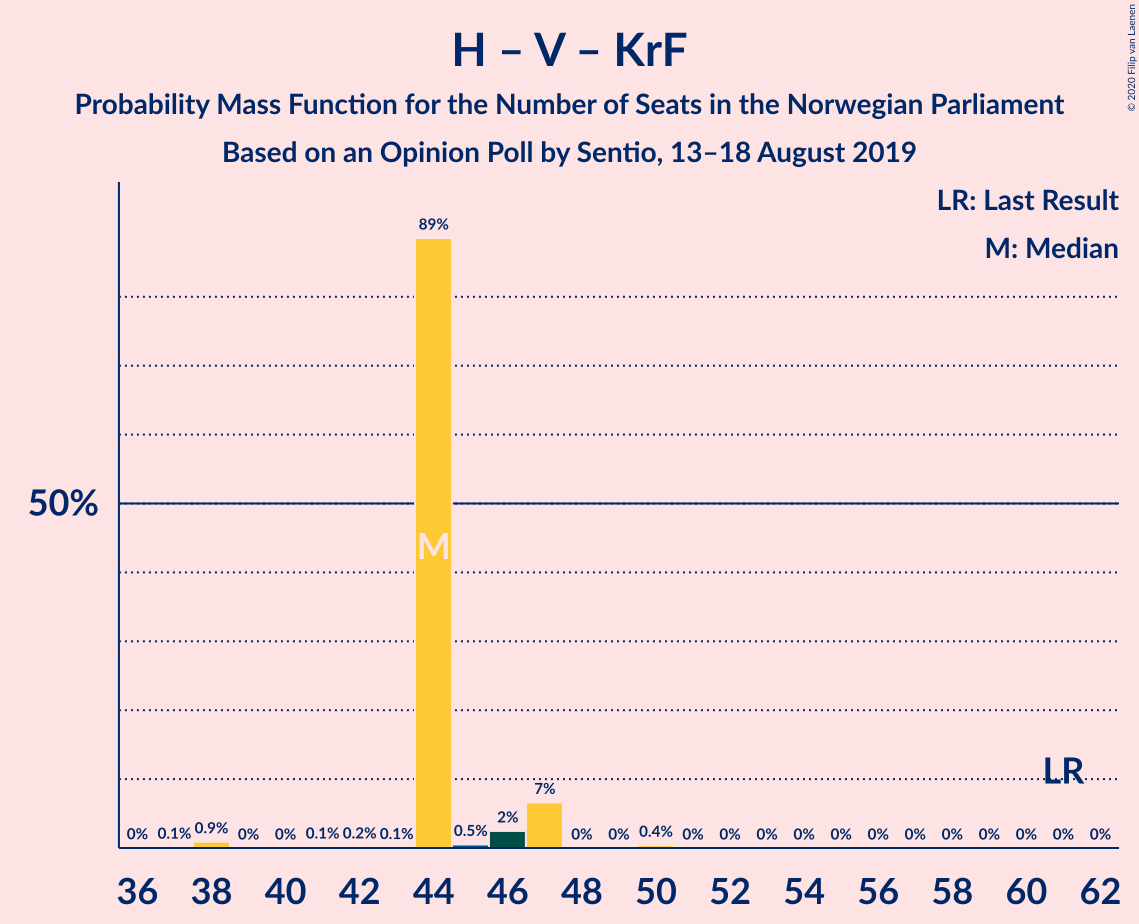 H – V – KrF
Probability Mass Function for the Number of Seats in the Norwegian Parliament
Based on an Opinion Poll by Sentio, 13–18 August 2019
© 2020 Filip van Laenen
LR: Last Result
M: Median
89%
50%
M
LR
0% 0.1% 0.9% 0% 0% 0.1% 0.2% 0.1% 0.5% 2% 7% 0% 0% 0.4% 0% 0% 0% 0% 0% 0% 0% 0% 0% 0% 0% 0%
36 38 40 42 44 46 48 50 52 54 56 58 60 62